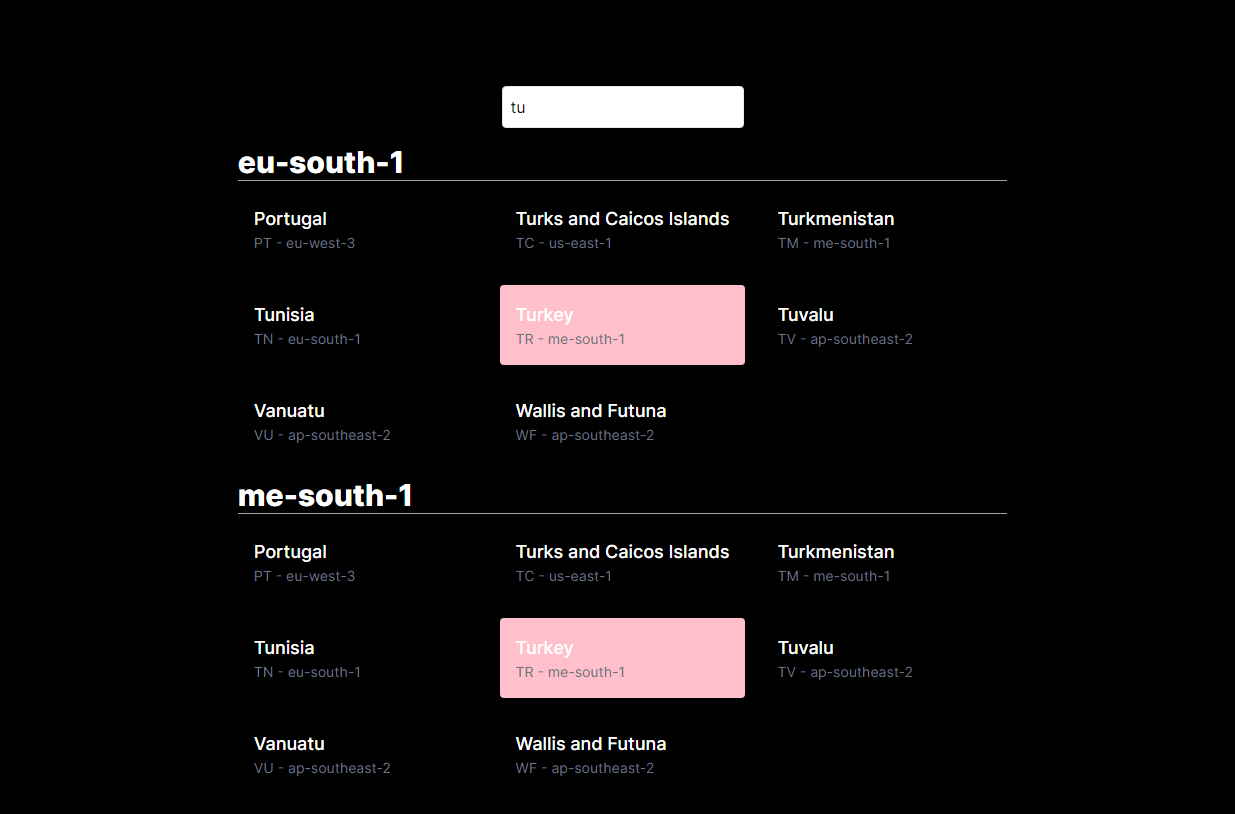 tu
eu-south-1
Portugal
PT - eu-west-3
Turks and Caicos Islands
TC - us-east-1
Turkmenistan
TM - me-south-1
Tunisia
TN - eu-south-1
Turkey
TR - me-south-1
Tuvalu
TV - ap-southeast-2
Vanuatu
VU - ap-southeast-2
Wallis and Futuna
WF - ap-southeast-2
me-south-1
Portugal
PT - eu-west-3
Turks and Caicos Islands
TC - us-east-1
Turkmenistan
TM - me-south-1
Tunisia
TN - eu-south-1
Turkey
TR - me-south-1
Tuvalu
TV - ap-southeast-2
Vanuatu
VU - ap-southeast-2
Wallis and Futuna
WF - ap-southeast-2